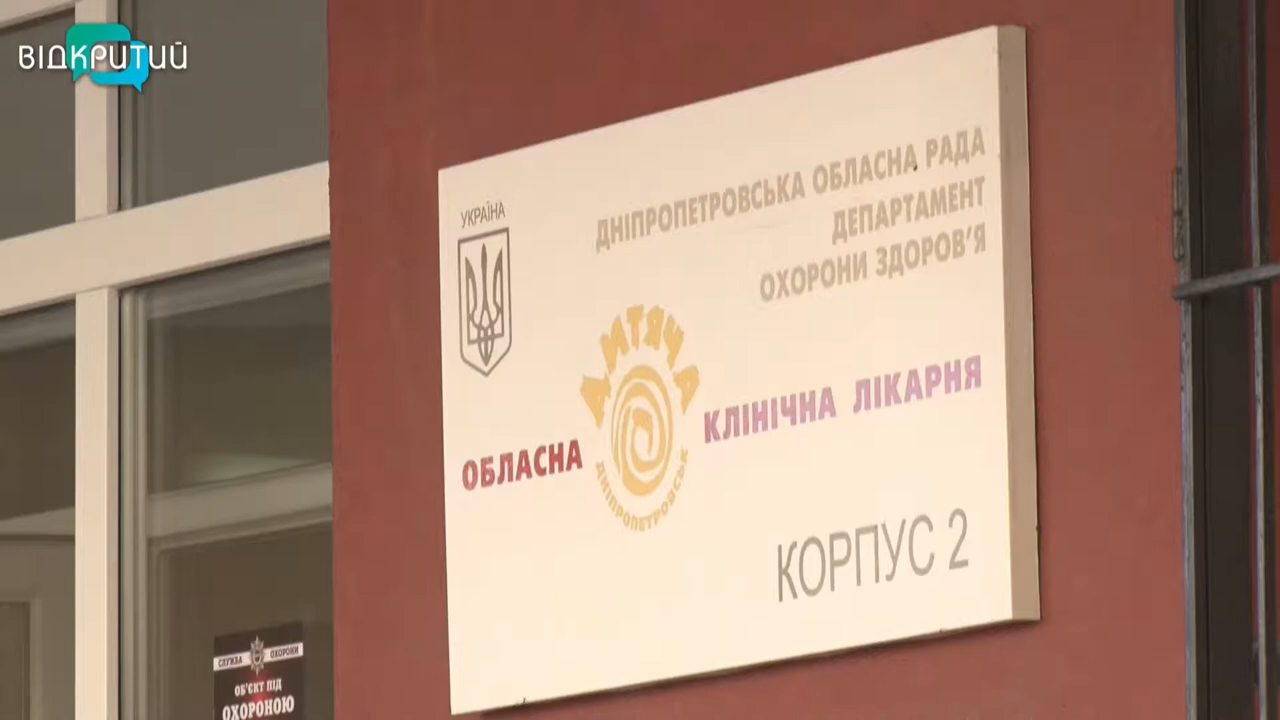 ВІДКРИТИЙ
УКРАЇНА
ДНІПРОПЕТРОВСЬКА ОБЛАСНА РАДА
ДЕПАРТАМЕНТ
ОХОРОНИ ЗДОРОВ'Я
ОБЛАСНА ДИТЯЧА КЛІНІЧНА ЛІКАРНЯ
ДНІПРОПЕТРОВСЬК
КОРПУС 2
СЛУЖБА ОХОРОНИ
ОБ'ЄКТ ПІД
ОХОРОНОЮ